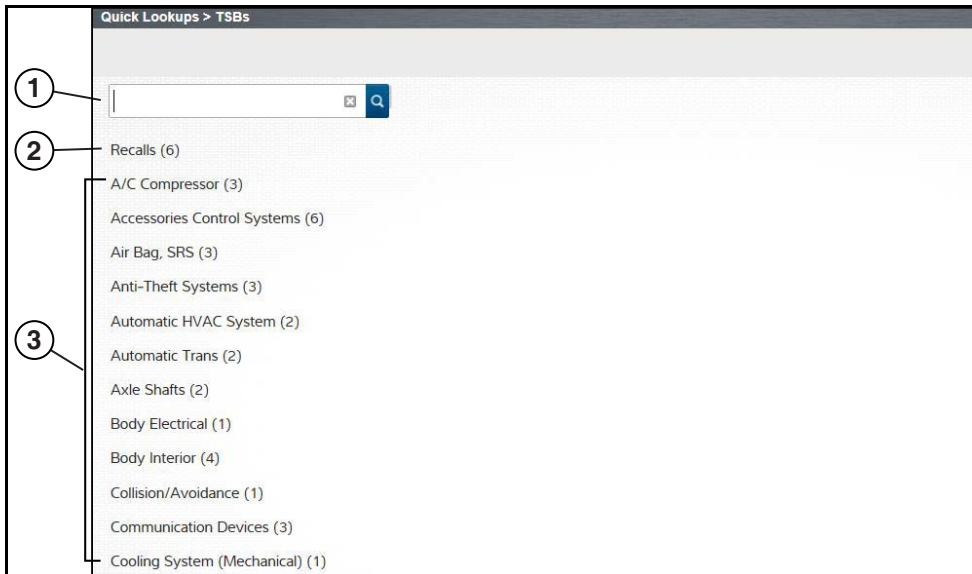 Quick Lookups > TSBs
1
2
Recalls (6)
A/C Compressor (3)
Accessories Control Systems (6)
Air Bag, SRS (3)
Anti-Theft Systems (3)
Automatic HVAC System (2)
3
Automatic Trans (2)
Axle Shafts (2)
Body Electrical (1)
Body Interior (4)
Collision/Avoidance (1)
Communication Devices (3)
Cooling System (Mechanical) (1)